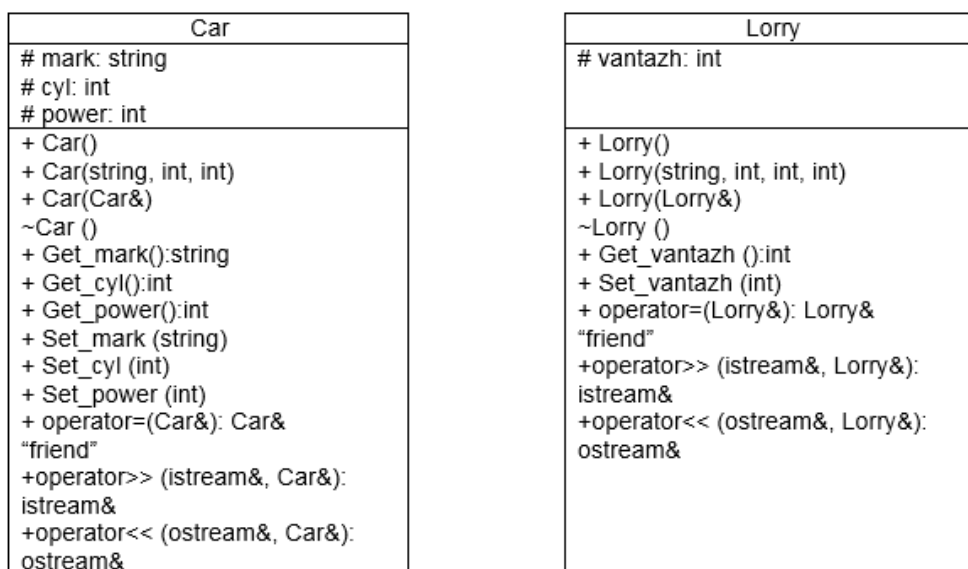 Car
# mark: string
# cyl: int
# power: int
+ Car()
+ Car(string, int, int)
+ Car(Car&)
~Car ()
+ Get_mark():string
+ Get_cyl():int
+ Get_power():int
+ Set_mark (string)
+ Set_cyl (int)
+ Set_power (int)
+ operator=(Car&): Car&
“friend”
+operator>> (istream&, Car&):
istream&
+operator<< (ostream&, Car&):
ostream&
Lorry
# vantazh: int
+ Lorry()
+ Lorry(string, int, int, int)
+ Lorry(Lorry&)
~Lorry ()
+ Get_vantazh ():int
+ Set_vantazh (int)
+ operator=(Lorry&): Lorry&
“friend”
+operator>> (istream&, Lorry&):
istream&
+operator<< (ostream&, Lorry&):
ostream&